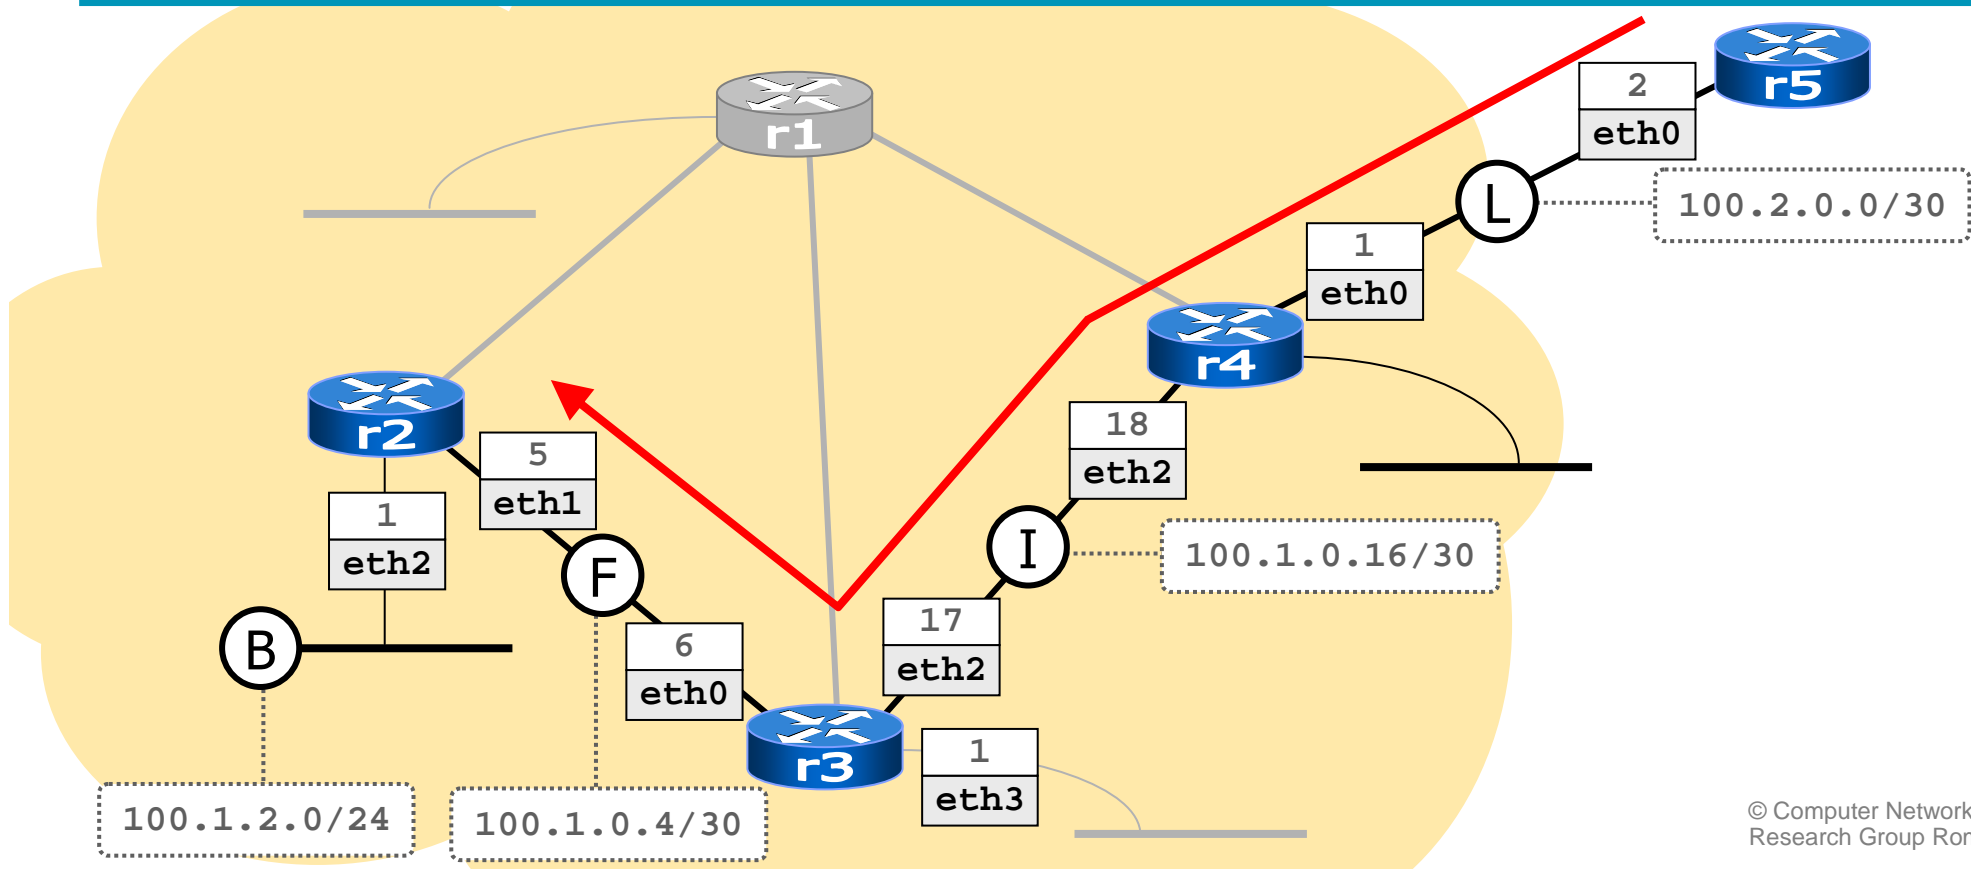 r5
2
eth0
r1
L
100.2.0.0/30
1
eth0
r4
r2
18
eth2
5
eth1
1
eth2
I
100.1.0.16/30
F
17
eth2
B
6
eth0
r3
1
eth3
100.1.2.0/24
100.1.0.4/30
© Computer Network
Research Group Ro